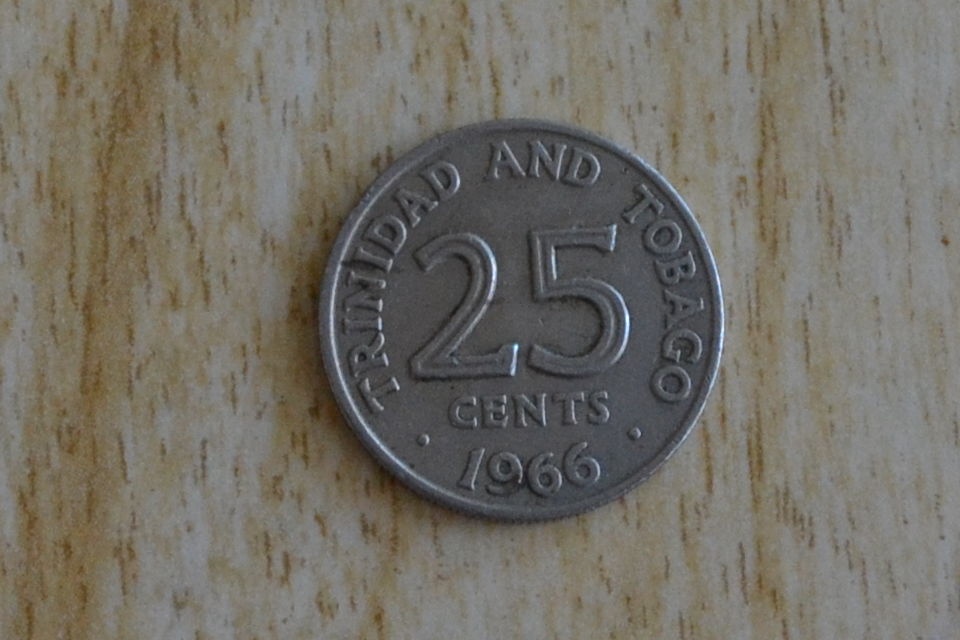 TRINIDAD AND TOBAGO
25
CENTS
· 1966 ·